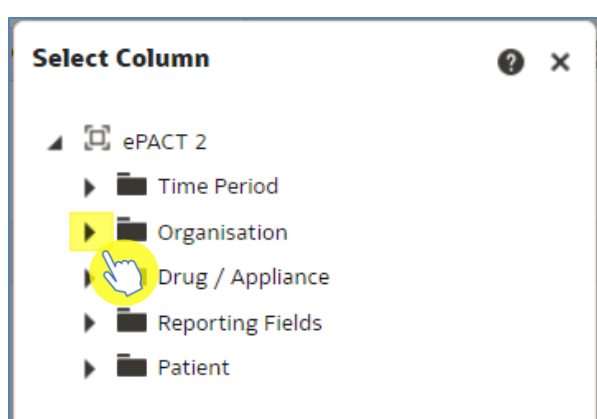 Select Column
ePACT 2
Time Period
Organisation
Drug / Appliance
Reporting Fields
Patient